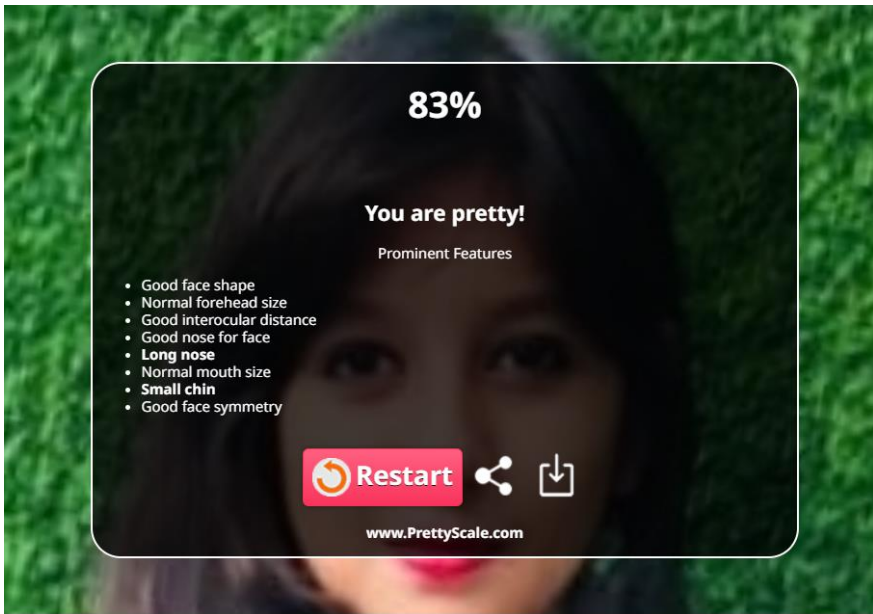 83%
You are pretty!
Prominent Features
• Good face shape
• Normal forehead size
• Good interocular distance
• Good nose for face
• Long nose
• Normal mouth size
• Small chin
• Good face symmetry
Restart
www.PrettyScale.com